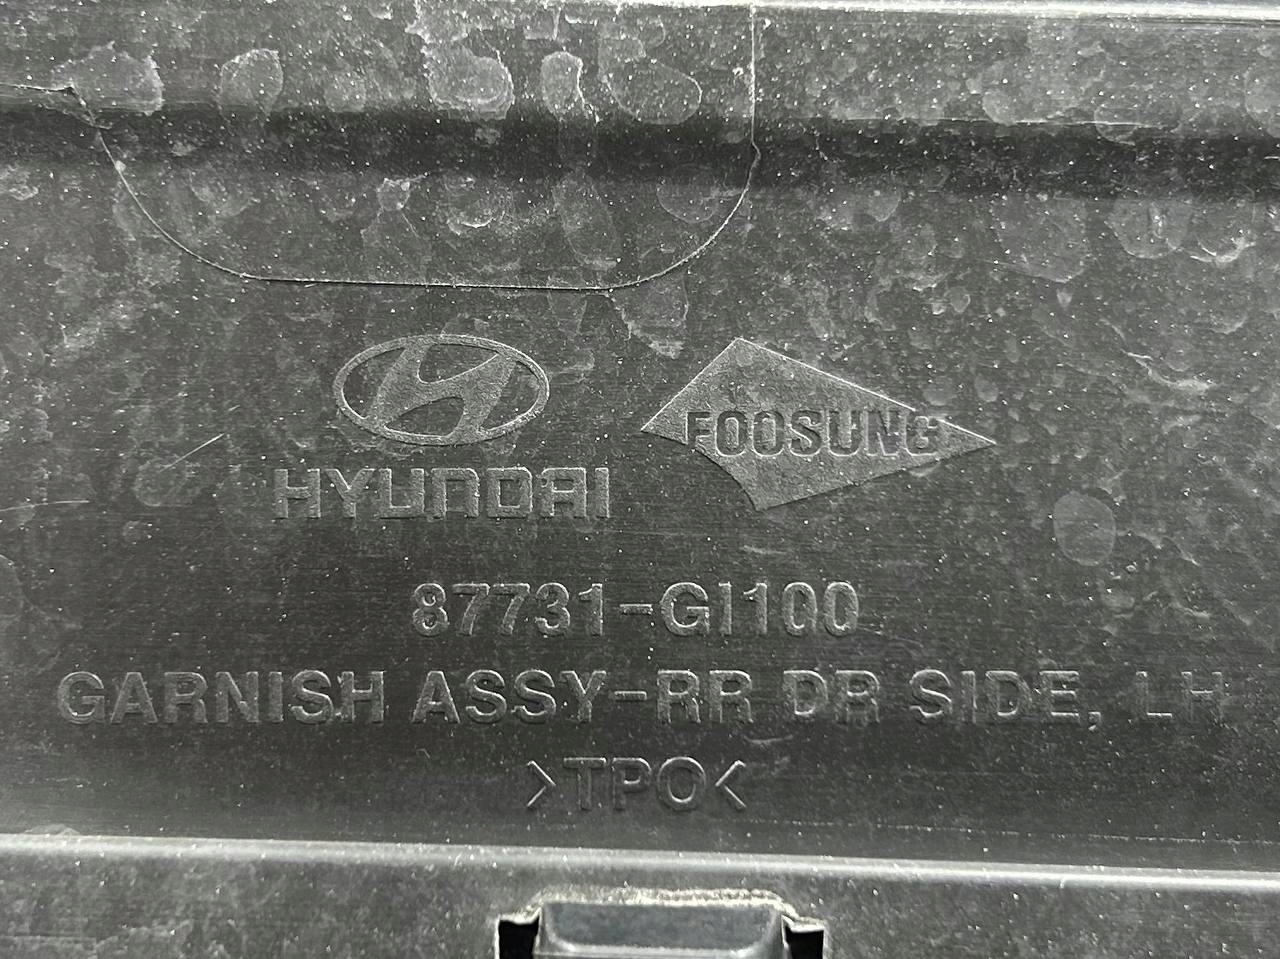 HYUNDAI FOOSUNG
87731-GI100
GARNISH ASSY-RR DR SIDE, LH
>TPO<